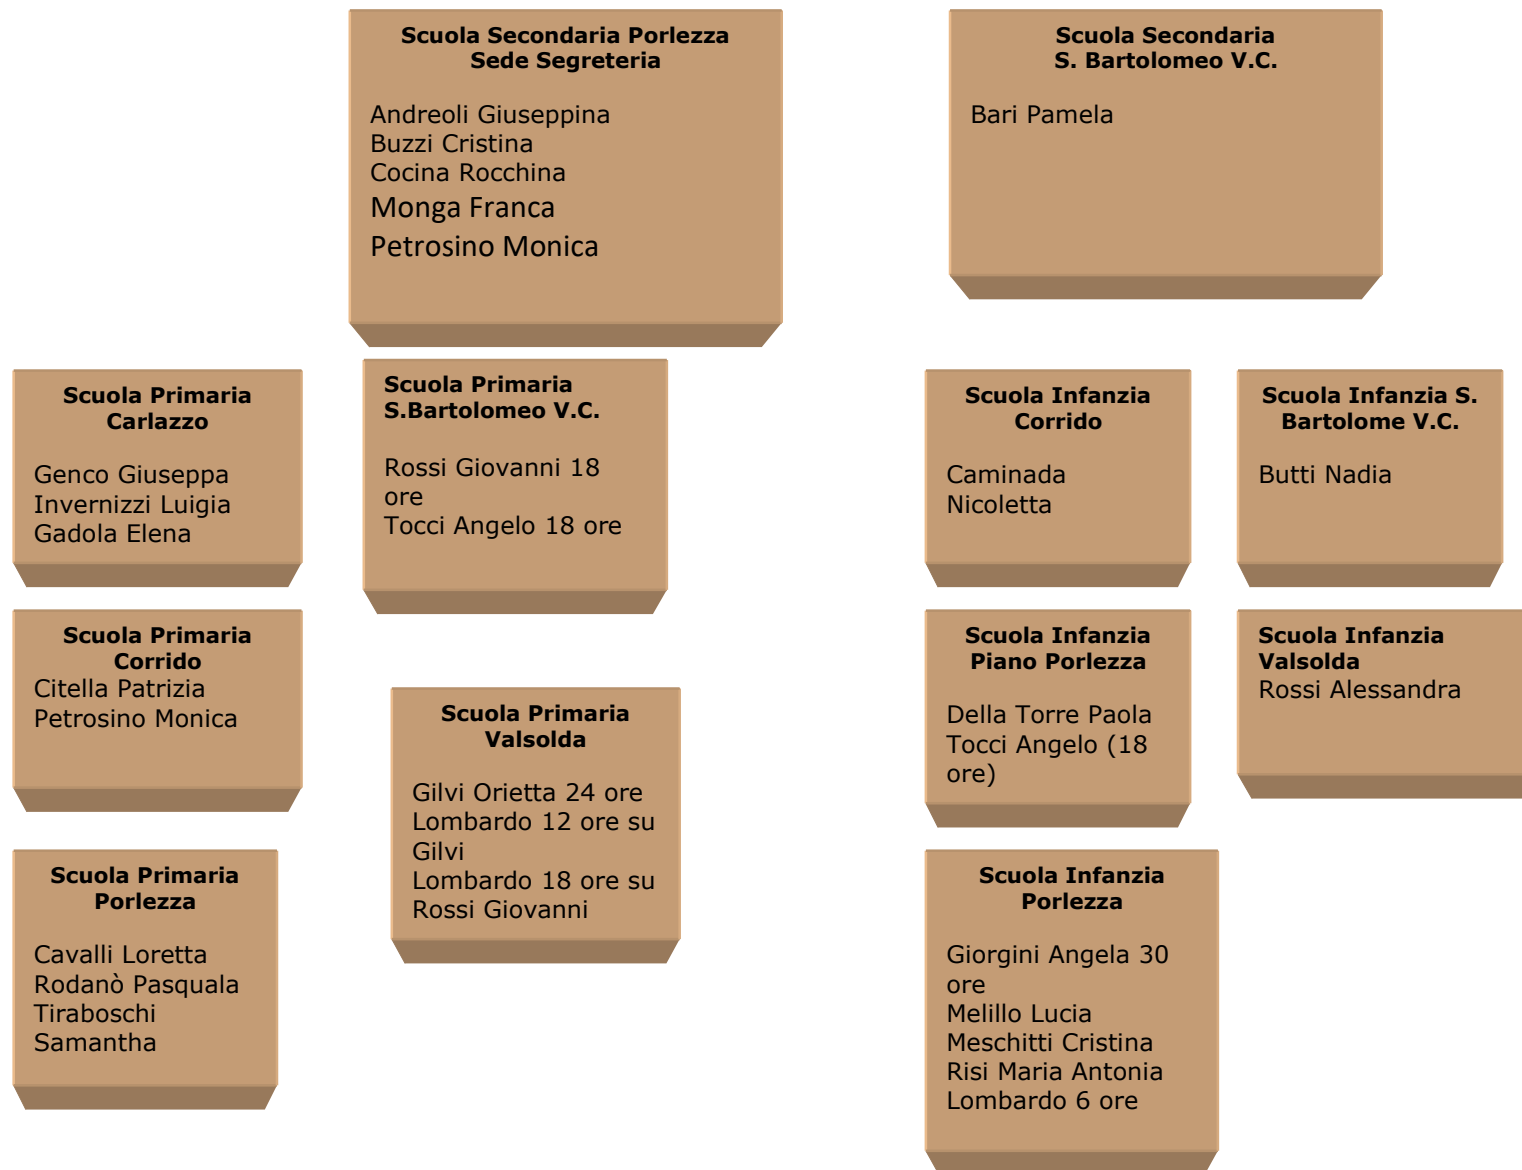 Scuola Secondaria Porlezza
Sede Segreteria
Andreoli Giuseppina
Buzzi Cristina
Cocina Rocchina
Monga Franca
Petrosino Monica
Scuola Secondaria
S. Bartolomeo V.C.
Bari Pamela
Scuola Primaria
Carlazzo
Genco Giuseppa
Invernizzi Luigia
Gadola Elena
Scuola Primaria
S.Bartolomeo V.C.
Rossi Giovanni 18
ore
Tocci Angelo 18 ore
Scuola Infanzia
Corrido
Caminada
Nicoletta
Scuola Infanzia S.
Bartolome V.C.
Butti Nadia
Scuola Primaria
Corrido
Citella Patrizia
Petrosino Monica
Scuola Primaria
Valsolda
Gilvi Orietta 24 ore
Lombardo 12 ore su
Gilvi
Lombardo 18 ore su
Rossi Giovanni
Scuola Infanzia
Piano Porlezza
Della Torre Paola
Tocci Angelo (18
ore)
Scuola Infanzia
Valsolda
Rossi Alessandra
Scuola Primaria
Porlezza
Cavalli Loretta
Rodanò Pasquala
Tiraboschi
Samantha
Scuola Infanzia
Porlezza
Giorgini Angela 30
ore
Melillo Lucia
Meschitti Cristina
Risi Maria Antonia
Lombardo 6 ore